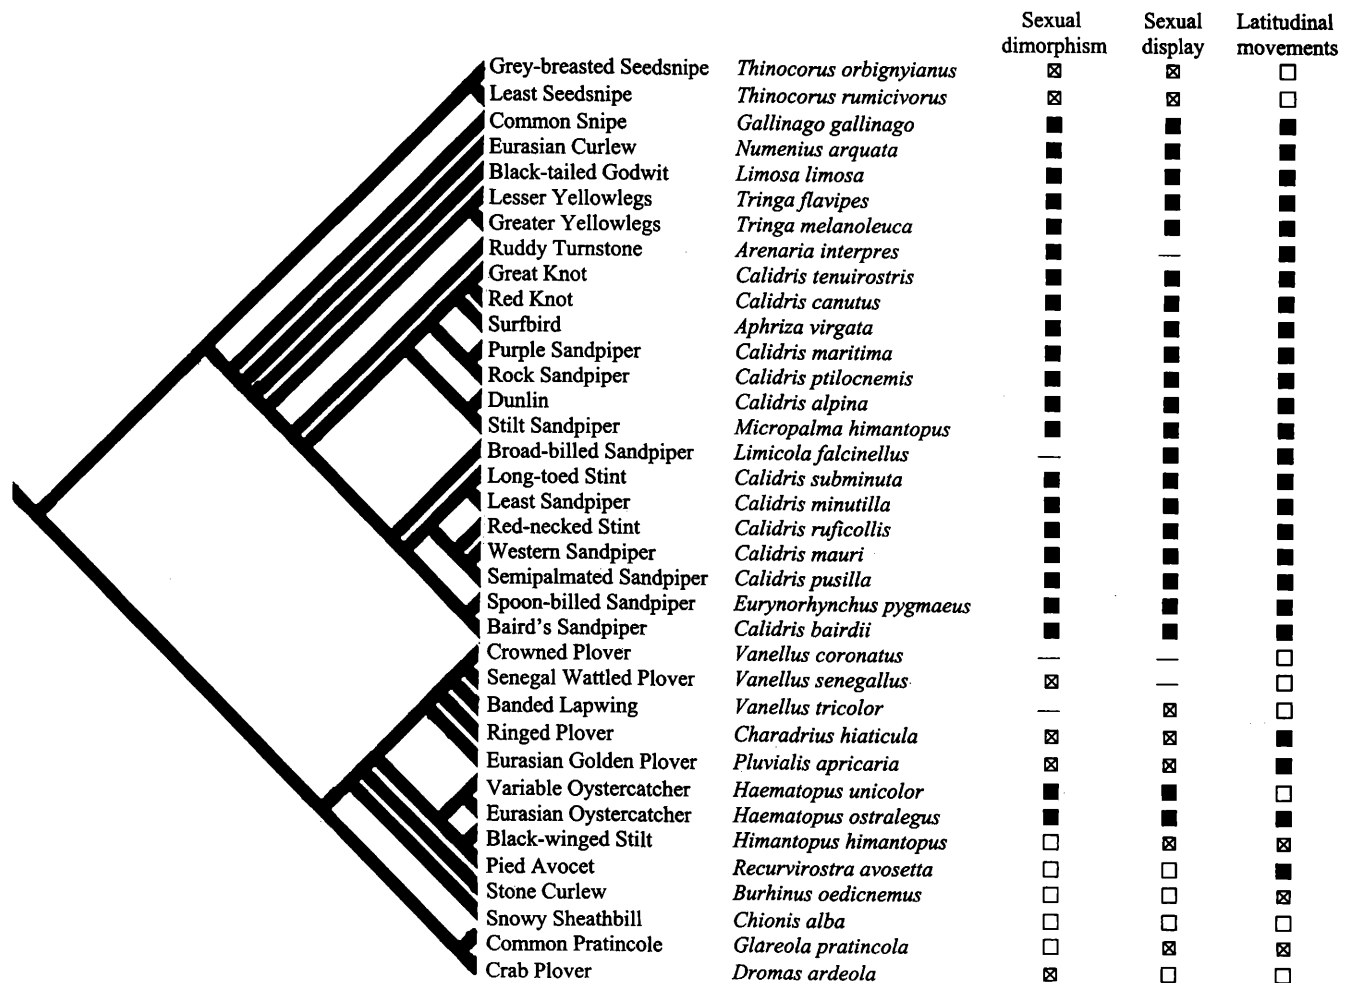 Sexual Sexual Latitudinal
dimorphism display movements
Grey-breasted Seedsnipe Thinocorus orbignyianus
Least Seedsnipe Thinocorus rumicivorus
Common Snipe Gallinago gallinago
Eurasian Curlew Numenius arquata
Black-tailed Godwit Limosa limosa
Lesser Yellowlegs Tringa flavipes
Greater Yellowlegs Tringa melanoleuca
Ruddy Turnstone Arenaria interpres —
Great Knot Calidris tenuirostris
Red Knot Calidris canutus
Surfbird Aphriza virgata
Purple Sandpiper Calidris maritima
Rock Sandpiper Calidris ptilocnemis
Dunlin Calidris alpina
Stilt Sandpiper Micropalma himantopus
Broad-billed Sandpiper Limicola falcinellus —
Long-toed Stint Calidris subminuta
Least Sandpiper Calidris minutilla
Red-necked Stint Calidris ruficollis
Western Sandpiper Calidris mauri
Semipalmated Sandpiper Calidris pusilla
Spoon-billed Sandpiper Eurynorhynchus pygmaeus
Baird's Sandpiper Calidris bairdii
Crowned Plover Vanellus coronatus — —
Senegal Wattled Plover Vanellus senegallus —
Banded Lapwing Vanellus tricolor —
Ringed Plover Charadrius hiaticula
Eurasian Golden Plover Pluvialis apricaria
Variable Oystercatcher Haematopus unicolor
Eurasian Oystercatcher Haematopus ostralegus
Black-winged Stilt Himantopus himantopus
Pied Avocet Recurvirostra avosetta
Stone Curlew Burhinus oedicnemus
Snowy Sheathbill Chionis alba
Common Pratincole Glareola pratincola
Crab Plover Dromas ardeola